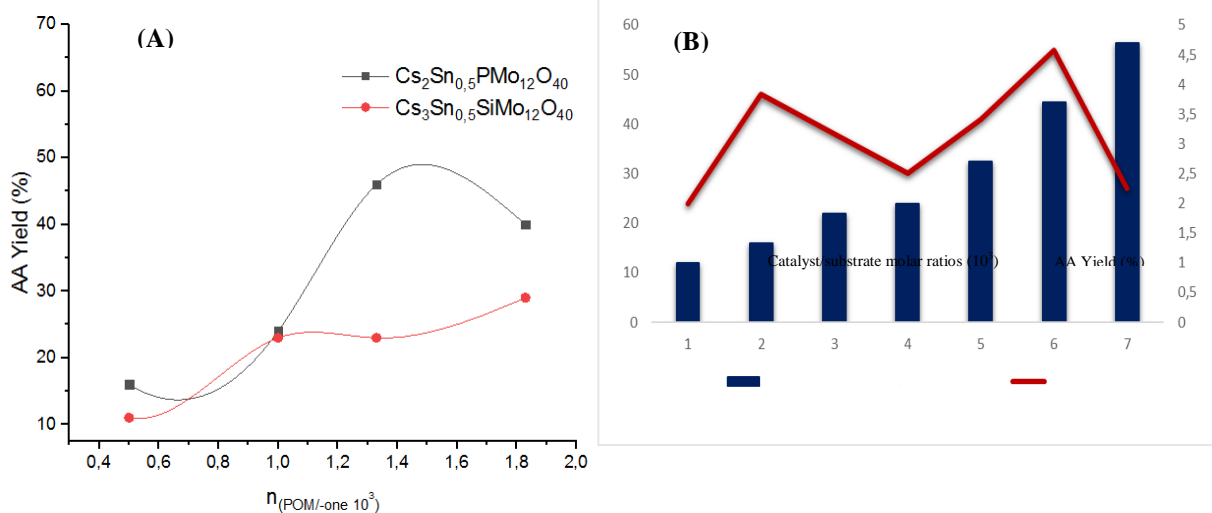 (A)
Cs2Sn0,5PMo12O40
Cs3Sn0,5SiMo12O40
AA Yield (%)
70
60
50
40
30
20
10
0,4 0,6 0,8 1,0 1,2 1,4 1,6 1,8 2,0
n(POM/-one 10^3)
(B)
60
50
40
30
20
10
0
5
4,5
4
3,5
3
2,5
2
1,5
1
0,5
0
Catalyst/substrate molar ratios (10^3) AA Yield (%)
1 2 3 4 5 6 7